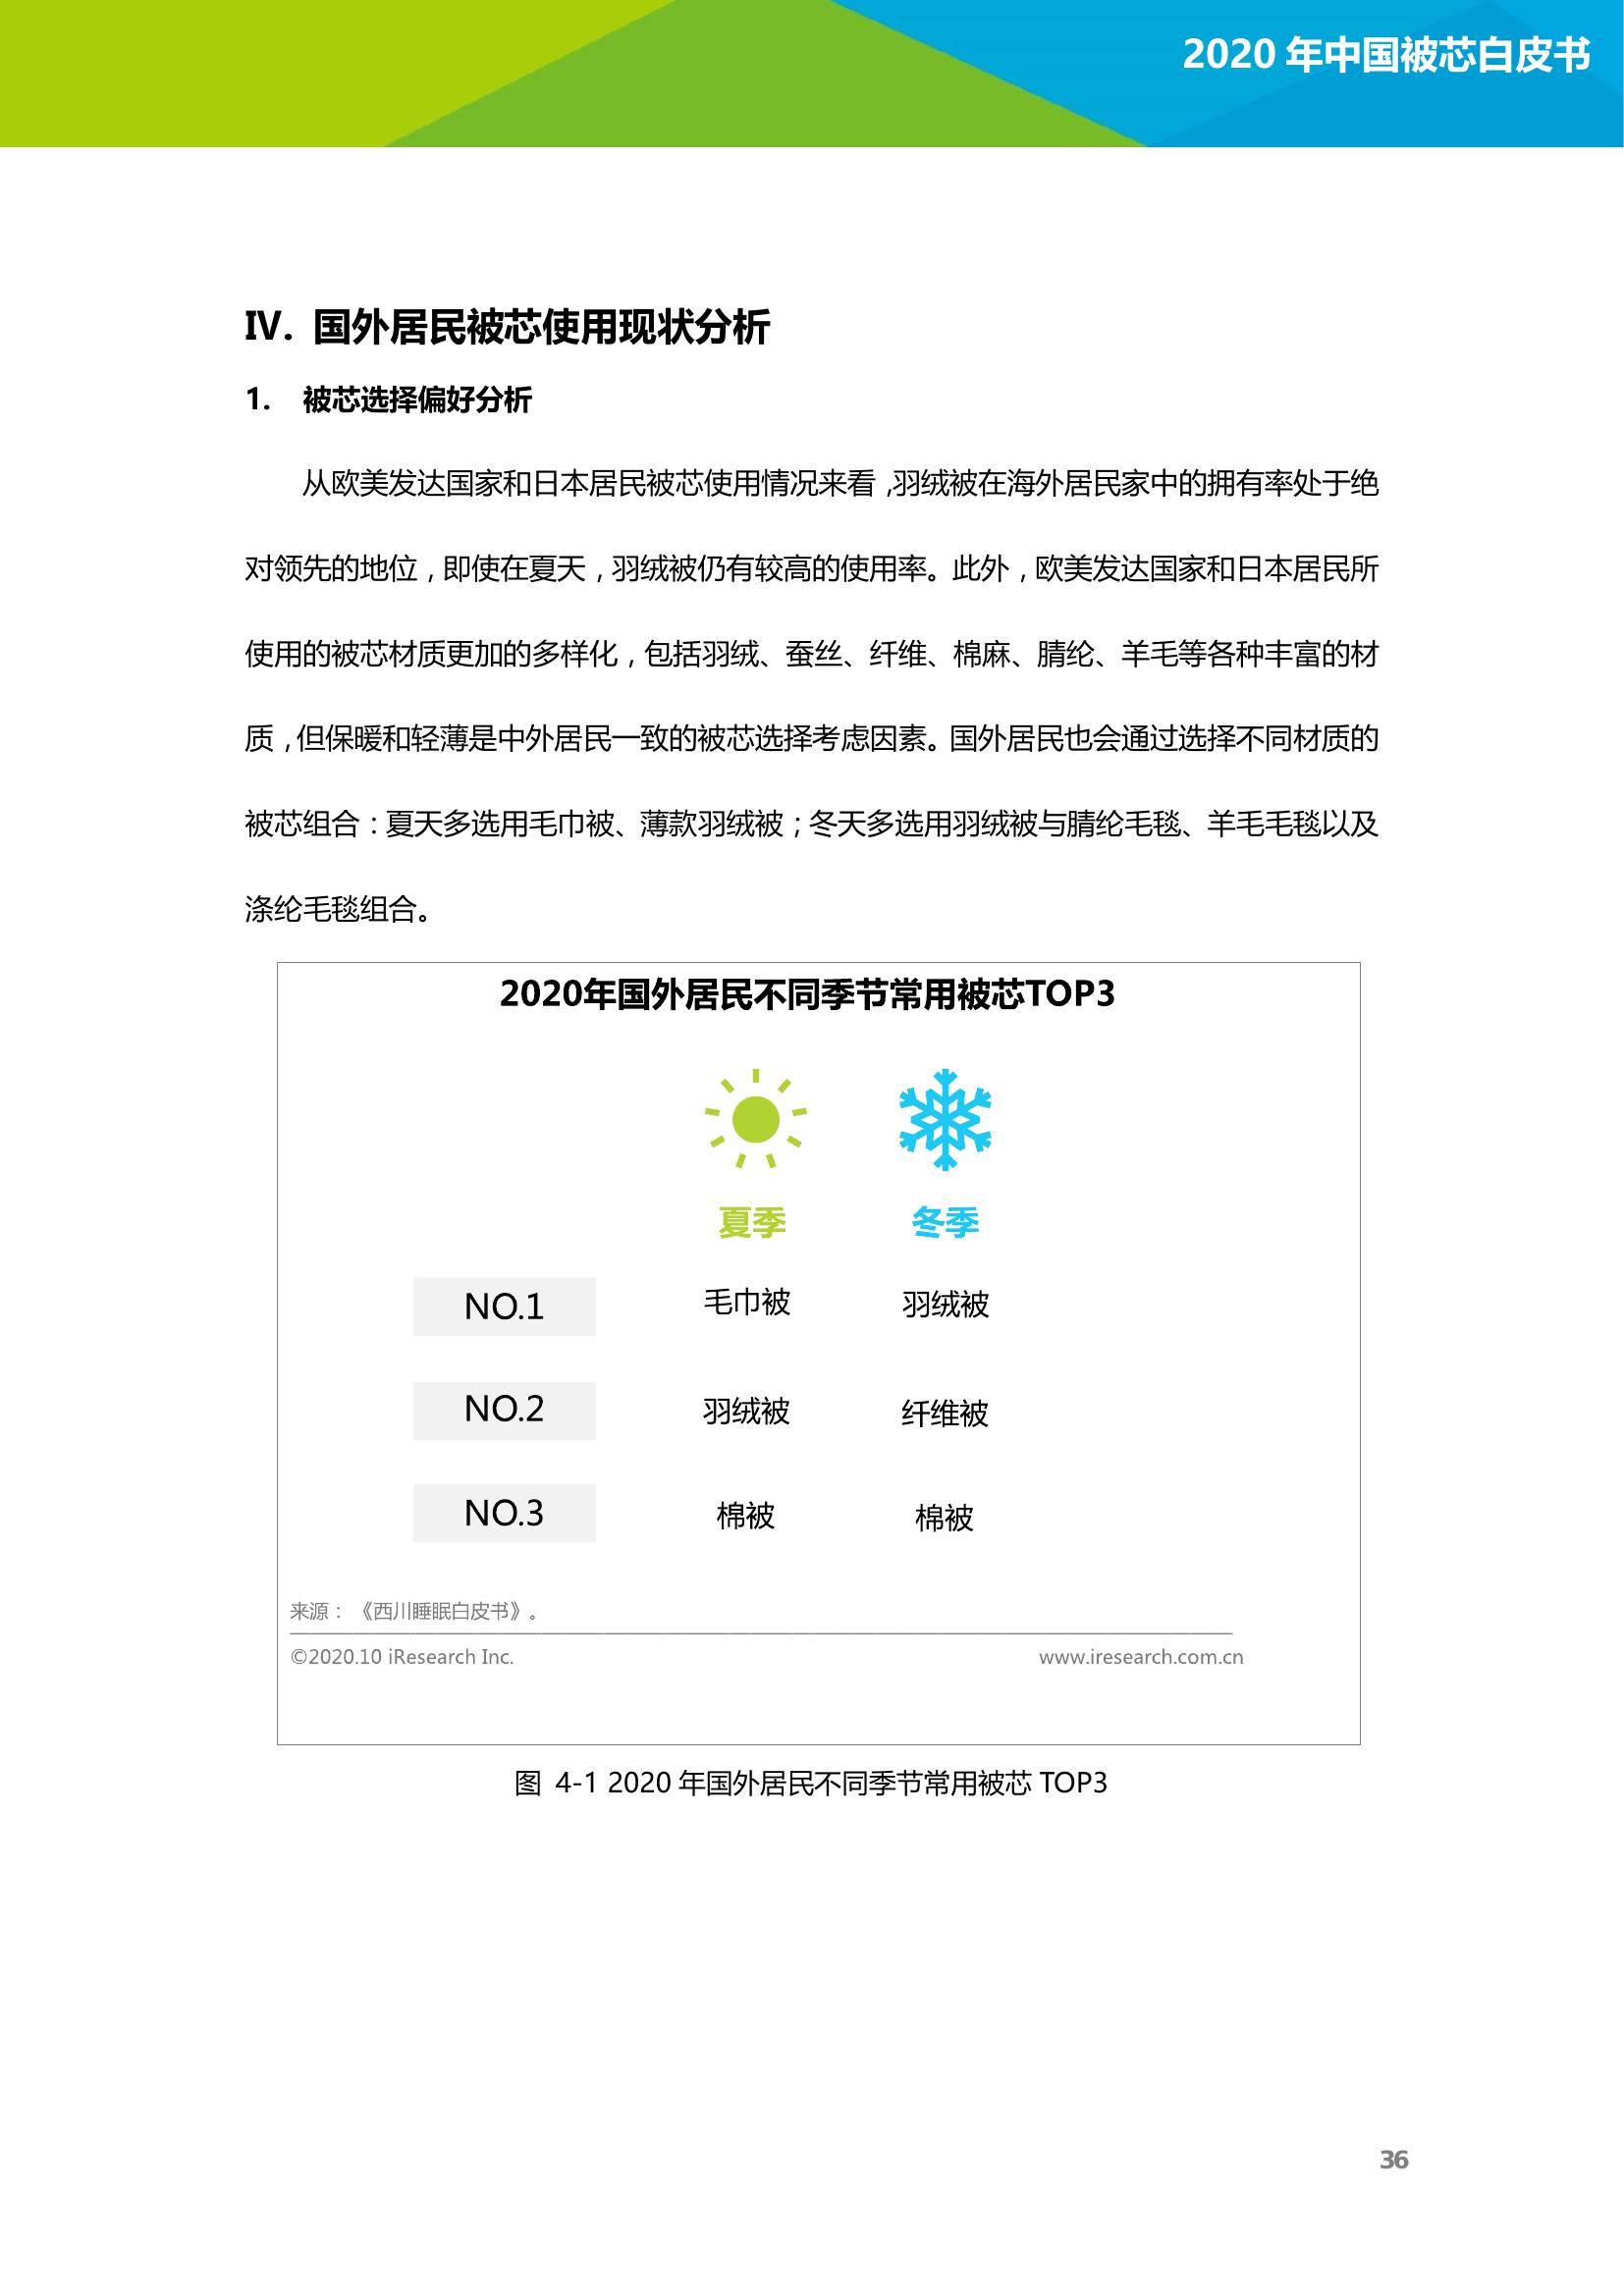 2020 年中国被芯白皮书
IV. 国外居民被芯使用现状分析
1. 被芯选择偏好分析
从欧美发达国家和日本居民被芯使用情况来看,羽绒被在海外居民家中的拥有率处于绝
对领先的地位,即使在夏天,羽绒被仍有较高的使用率。此外,欧美发达国家和日本居民所
使用的被芯材质更加的多样化,包括羽绒、蚕丝、纤维、棉麻、腈纶、羊毛等各种丰富的材
质,但保暖和轻薄是中外居民一致的被芯选择考虑因素。国外居民也会通过选择不同材质的
被芯组合:夏天多选用毛巾被、薄款羽绒被;冬天多选用羽绒被与腈纶毛毯、羊毛毛毯以及
涤纶毛毯组合。
2020年国外居民不同季节常用被芯TOP3
夏季 冬季
NO.1 毛巾被 羽绒被
NO.2 羽绒被 纤维被
NO.3 棉被 棉被
来源：《西川睡眠白皮书》。
©2020.10 iResearch Inc. www.iresearch.com.cn
图 4-1 2020 年国外居民不同季节常用被芯 TOP3
36